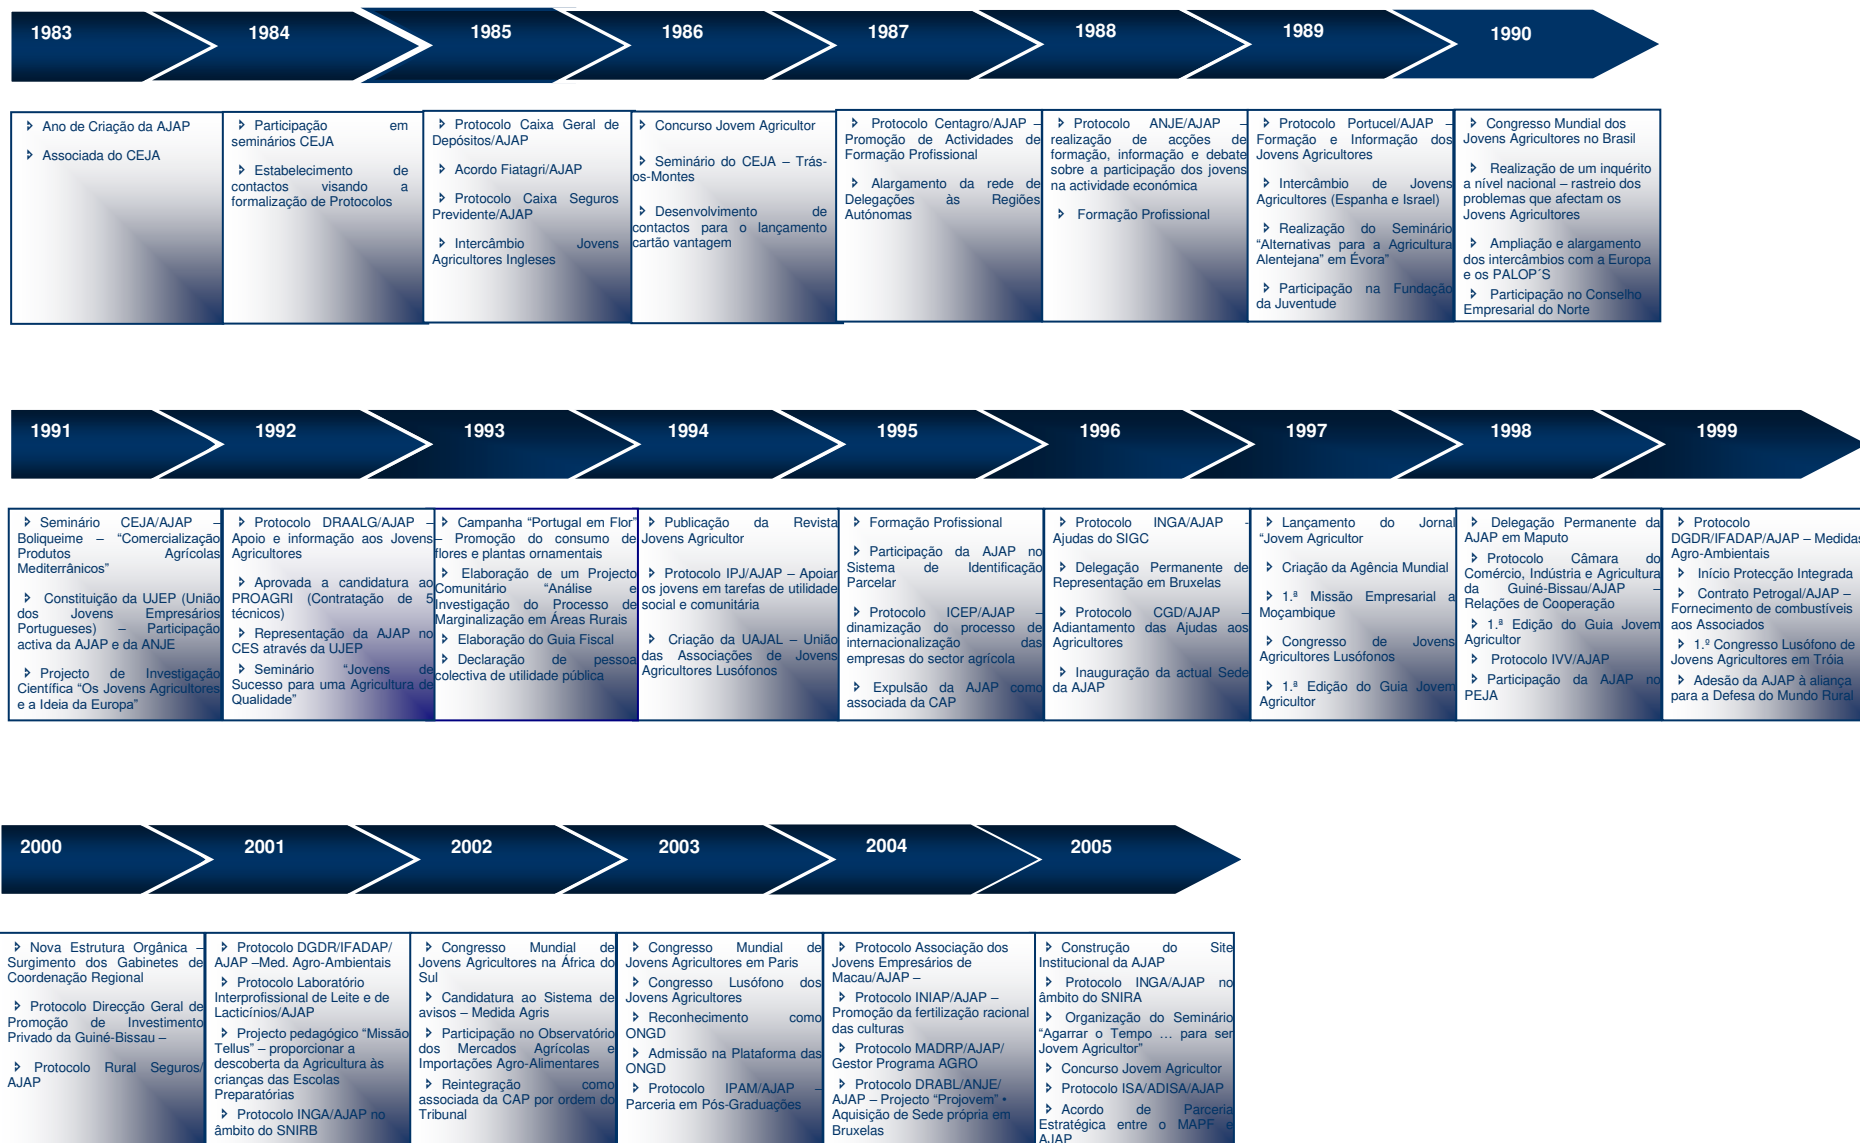 1983
1984
1985
1986
1987
1988
1989
1990
Ano de Criação da AJAP
Associada do CEJA
Participação em
seminários CEJA
Estabelecimento de
contactos visando a
formalização de Protocolos
Protocolo Caixa Geral de
Depósitos/AJAP
Acordo Fiatagri/AJAP
Protocolo Caixa Seguros
Previdente/AJAP
Intercâmbio Jovens
Agricultores Ingleses
Concurso Jovem Agricultor
Seminário do CEJA – Trás-
os-Montes
Desenvolvimento de
contactos para o lançamento
cartão vantagem
Protocolo Centagro/AJAP –
Promoção de Actividades de
Formação Profissional
Alargamento da rede de
Delegações às Regiões
Autónomas
Protocolo ANJE/AJAP –
realização de acções de
formação, informação e debate
sobre a participação dos jovens
na actividade económica
Formação Profissional
Protocolo Portucel/AJAP –
Formação e Informação dos
Jovens Agricultores
Intercâmbio de Jovens
Agricultores (Espanha e Israel)
Realização do Seminário
“Alternativas para a Agricultura
Alentejana” em Évora”
Participação na Fundação
da Juventude
Congresso Mundial dos
Jovens Agricultores no Brasil
Realização de um inquérito
a nível nacional – rastreio dos
problemas que afectam os
Jovens Agricultores
Ampliação e alargamento
dos intercâmbios com a Europa
e os PALOP´S
Participação no Conselho
Empresarial do Norte
1991
1992
1993
1994
1995
1996
1997
1998
1999
Seminário CEJA/AJAP –
Boliqueime – “Comercialização
Produtos Agrícolas
Mediterrânicos”
Constituição da UJEP (União
dos Jovens Empresários
Portugueses) – Participação
activa da AJAP e da ANJE
Projecto de Investigação
Científica “Os Jovens Agricultores
e a Ideia da Europa”
Protocolo DRAALG/AJAP –
Apoio e informação aos Jovens
Agricultores
Aprovada a candidatura ao
PROAGRI (Contratação de 5
técnicos)
Representação da AJAP no
CES através da UJEP
Seminário “Jovens de
Sucesso para uma Agricultura de
Qualidade”
Campanha “Portugal em Flor”
– Promoção do consumo de
flores e plantas ornamentais
Elaboração de um Projecto
Comunitário “Análise e
Investigação do Processo de
Marginalização em Áreas Rurais
Elaboração do Guia Fiscal
Declaração de pessoa
colectiva de utilidade pública
Publicação da Revista
Jovens Agricultor
Protocolo IPJ/AJAP – Apoiar
os jovens em tarefas de utilidade
social e comunitária
Criação da UAJAL – União
das Associações de Jovens
Agricultores Lusófonos
Formação Profissional
Participação da AJAP no
Sistema de Identificação
Parcelar
Protocolo ICEP/AJAP –
dinamização do processo de
internacionalização das
empresas do sector agrícola
Expulsão da AJAP como
associada da CAP
Protocolo INGA/AJAP -
Ajudas do SIGC
Delegação Permanente de
Representação em Bruxelas
Protocolo CGD/AJAP –
Adiantamento das Ajudas aos
Agricultores
Inauguração da actual Sede
da AJAP
Lançamento do Jornal
“Jovem Agricultor
Criação da Agência Mundial
1.ª Missão Empresarial a
Moçambique
Congresso de Jovens
Agricultores Lusófonos
1.ª Edição do Guia Jovem
Agricultor
Delegação Permanente da
AJAP em Maputo
Protocolo Câmara do
Comércio, Indústria e Agricultura
da Guiné-Bissau/AJAP –
Relações de Cooperação
1.ª Edição do Guia Jovem
Agricultor
Protocolo IVV/AJAP
Participação da AJAP no
PEJA
Protocolo
DGDR/IFADAP/AJAP – Medidas
Agro-Ambientais
Início Protecção Integrada
Contrato Petrogal/AJAP –
Fornecimento de combustíveis
aos Associados
1.º Congresso Lusófono de
Jovens Agricultores em Tróia
Adesão da AJAP à aliança
para a Defesa do Mundo Rural
2000
2001
2002
2003
2004
2005
Nova Estrutura Orgânica –
Surgimento dos Gabinetes de
Coordenação Regional
Protocolo Direcção Geral de
Promoção de Investimento
Privado da Guiné-Bissau –
Protocolo Rural Seguros/
AJAP
Protocolo DGDR/IFADAP/
AJAP –Med. Agro-Ambientais
Protocolo Laboratório
Interprofissional de Leite e de
Lacticínios/AJAP
Projecto pedagógico “Missão
Tellus” – proporcionar a
descoberta da Agricultura às
crianças das Escolas
Preparatórias
Protocolo INGA/AJAP no
âmbito do SNIRB
Congresso Mundial de
Jovens Agricultores na África do
Sul
Candidatura ao Sistema de
avisos – Medida Agris
Participação no Observatório
dos Mercados Agrícolas e
Importações Agro-Alimentares
Reintegração como
associada da CAP por ordem do
Tribunal
Congresso Mundial de
Jovens Agricultores em Paris
Congresso Lusófono dos
Jovens Agricultores
Reconhecimento como
ONGD
Admissão na Plataforma das
ONGD
Protocolo IPAM/AJAP –
Parceria em Pós-Graduações
Protocolo Associação dos
Jovens Empresários de
Macau/AJAP –
Protocolo INIAP/AJAP –
Promoção da fertilização racional
das culturas
Protocolo MADRP/AJAP/
Gestor Programa AGRO
Protocolo DRABL/ANJE/
AJAP – Projecto “Projovem” •
Aquisição de Sede própria em
Bruxelas
Construção do Site
Institucional da AJAP
Protocolo INGA/AJAP no
âmbito do SNIRA
Organização do Seminário
“Agarrar o Tempo … para ser
Jovem Agricultor”
Concurso Jovem Agricultor
Protocolo ISA/ADISA/AJAP
Acordo de Parceria
Estratégica entre o MAPF e
AJAP